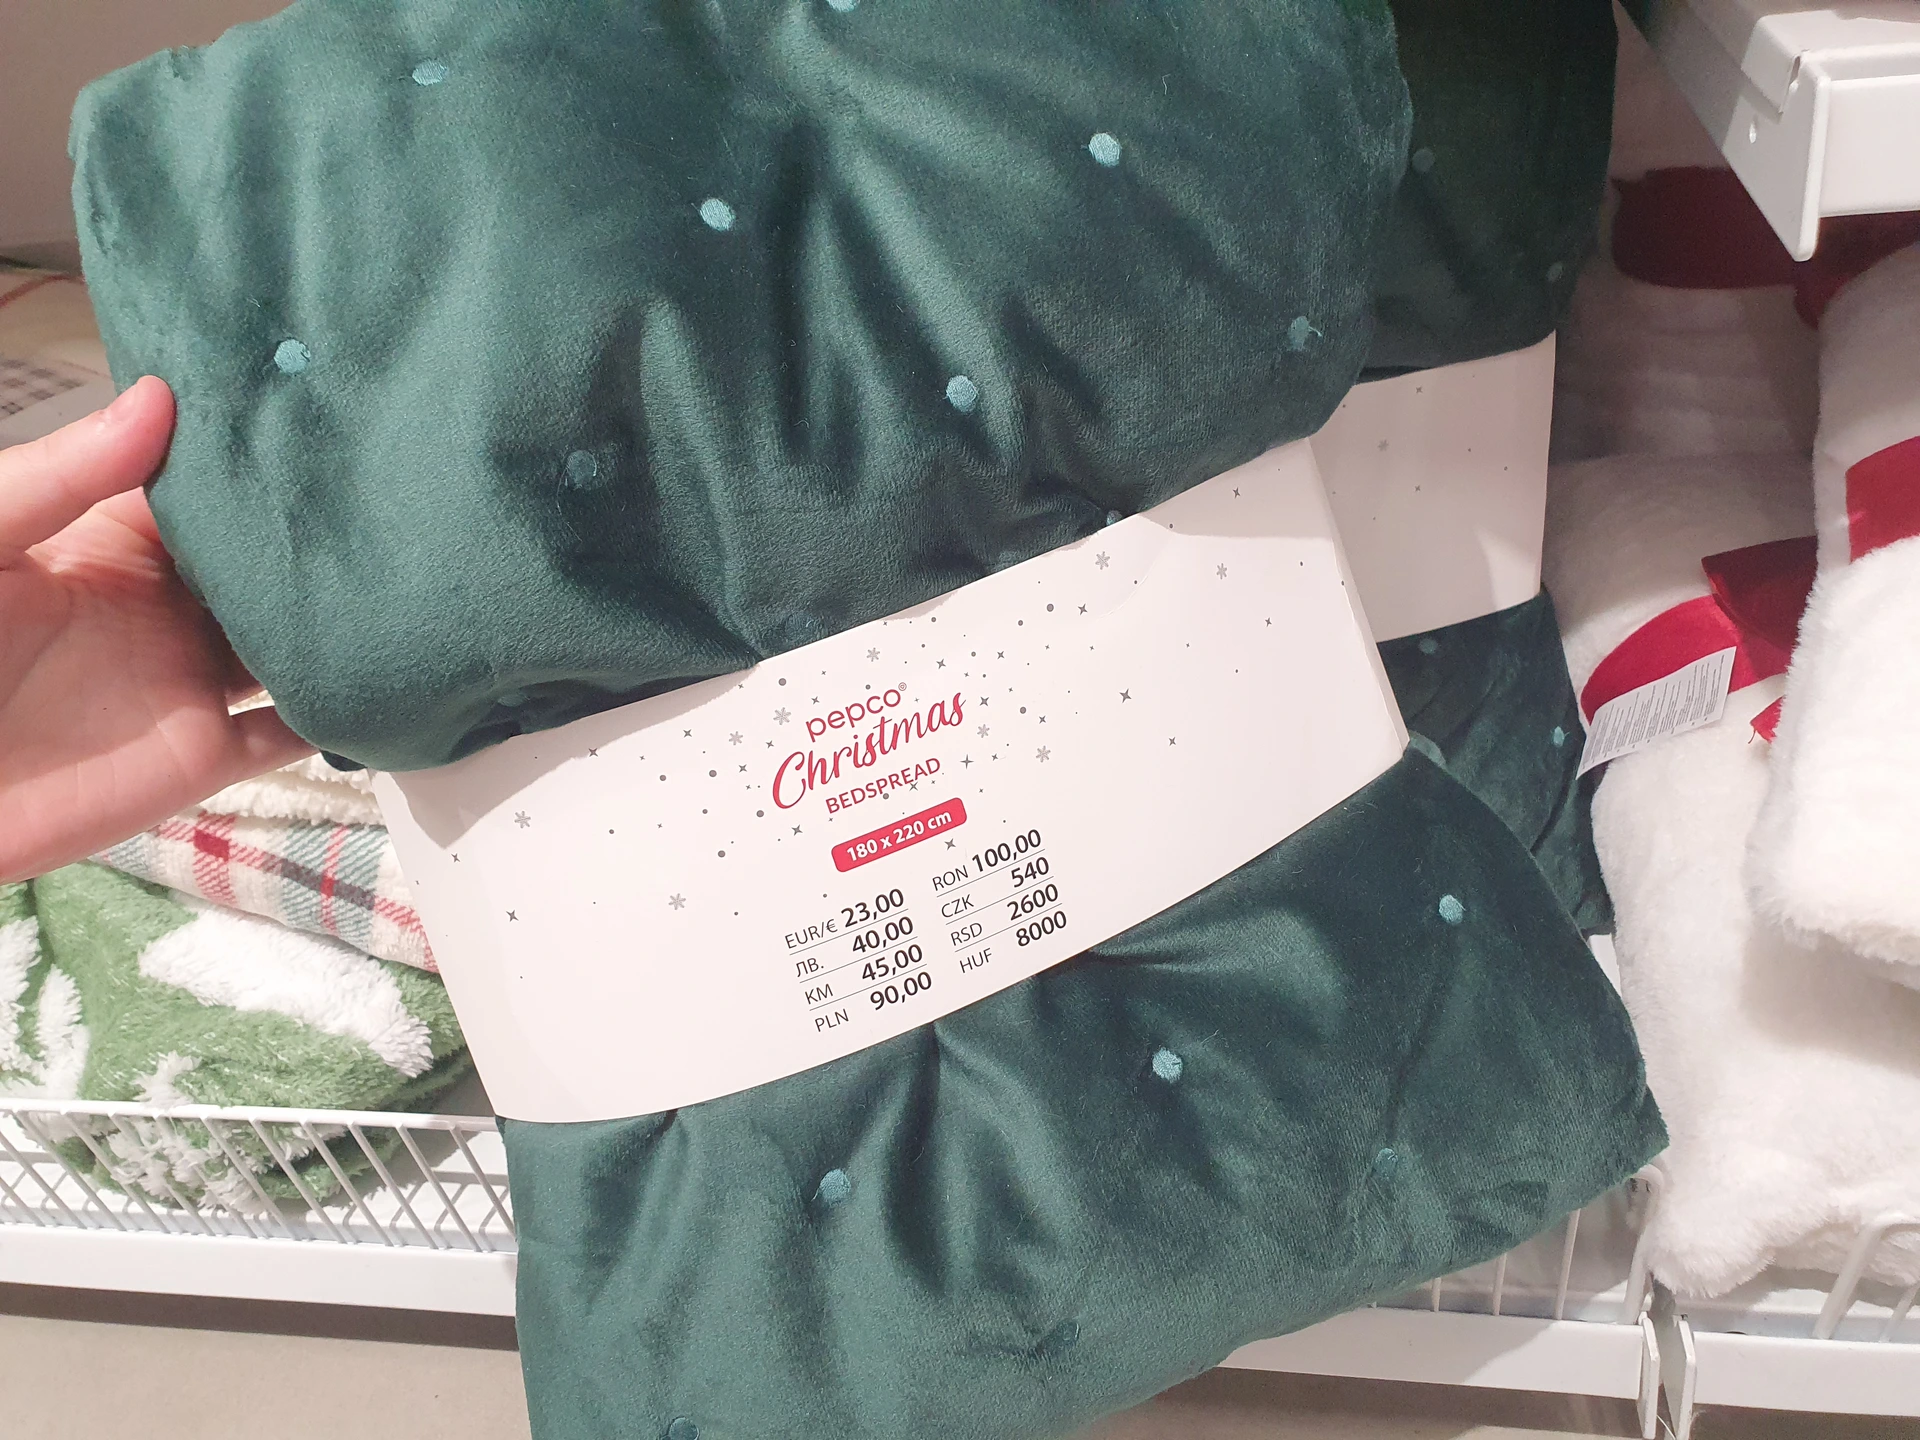 pepco®
Christmas
BEDSPREAD
180 x 220 cm
EUR/€ 23,00
ЛВ. 40,00
KM 45,00
PLN 90,00
RON 100,00
CZK 540
RSD 2600
HUF 8000